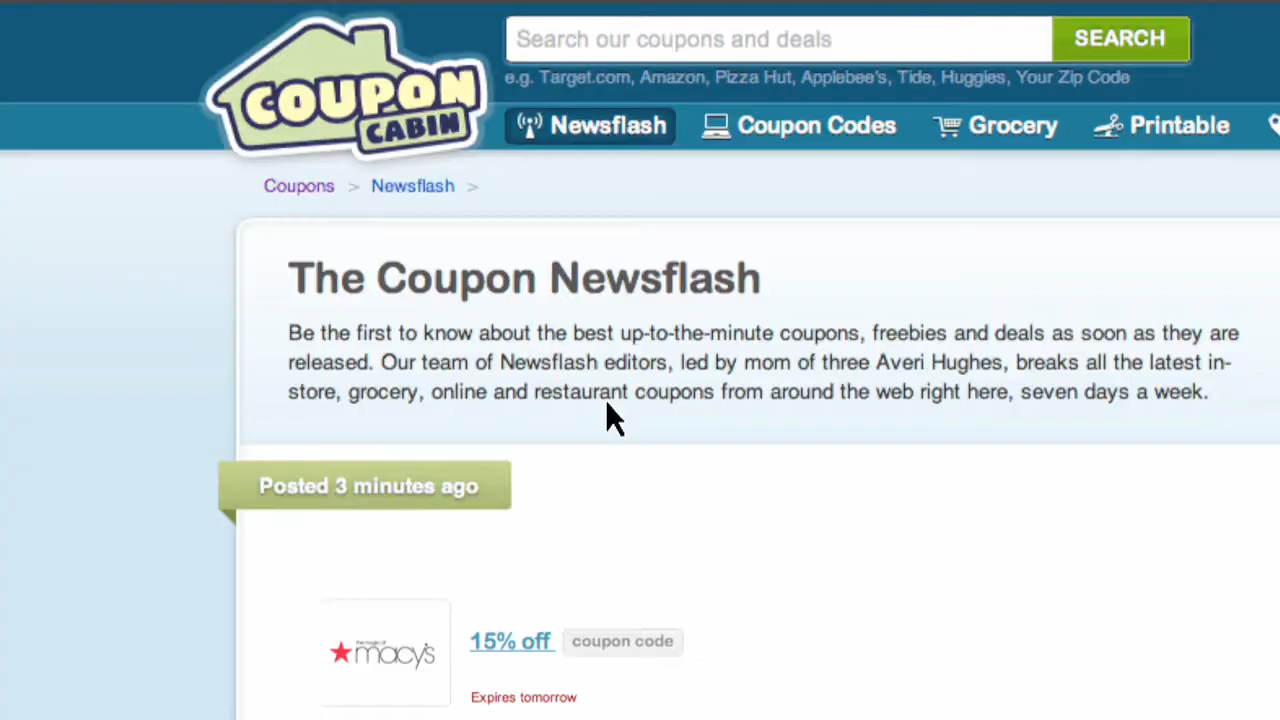 COUPON
CABIN
Search our coupons and deals
SEARCH
e.g. Target.com, Amazon, Pizza Hut, Applebee's, Tide, Huggies, Your Zip Code
Newsflash
Coupon Codes
Grocery
Printable
Coupons > Newsflash >
The Coupon Newsflash
Be the first to know about the best up-to-the-minute coupons, freebies and deals as soon as they are
released. Our team of Newsflash editors, led by mom of three Averi Hughes, breaks all the latest in-
store, grocery, online and restaurant coupons from around the web right here, seven days a week.
Posted 3 minutes ago
the magic of
macy's
15% off
coupon code
Expires tomorrow